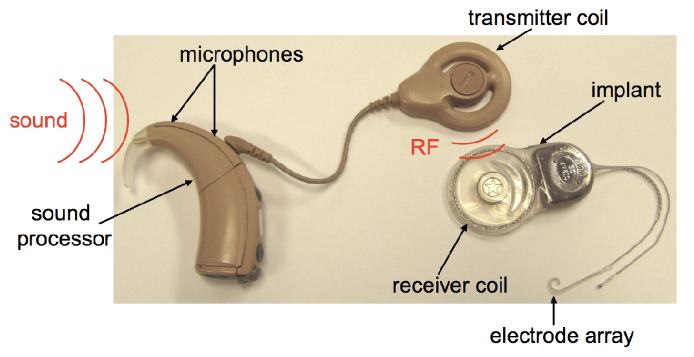 transmitter coil
microphones
implant
sound
RF
sound
processor
receiver coil
electrode array